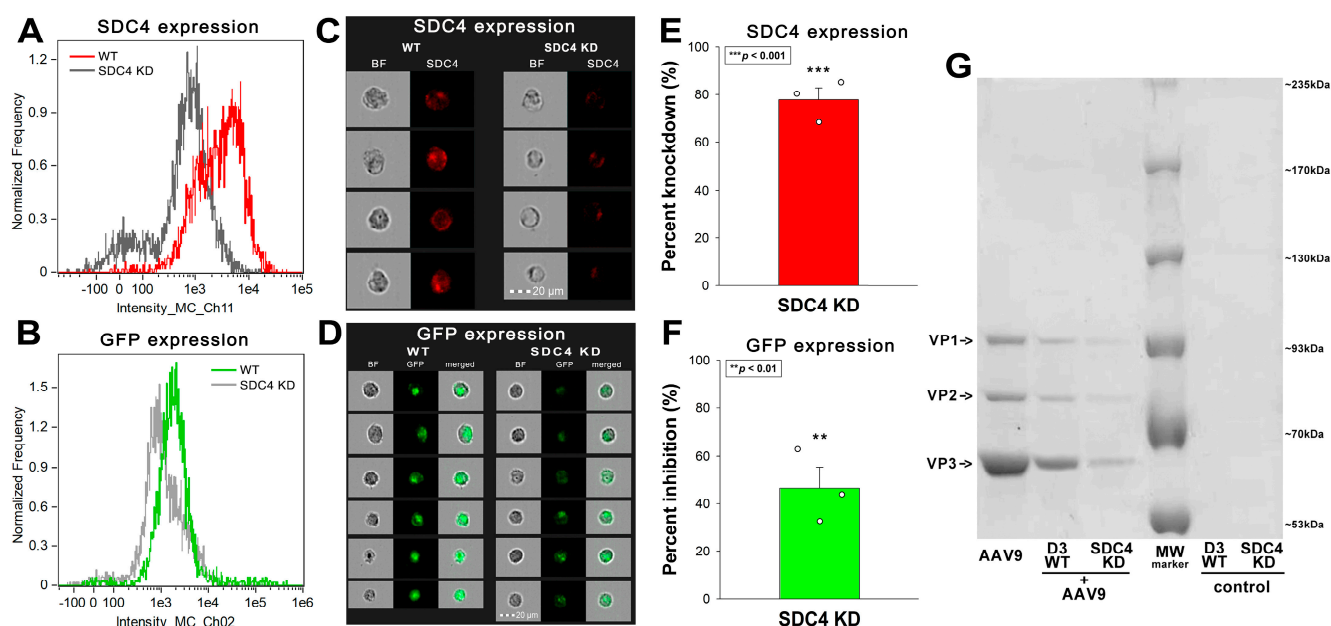 A
SDC4 expression
WT
SDC4 KD
Normalized Frequency
1.2
0.9
0.6
0.3
0
-100 0 100 1e3 1e4 1e5
Intensity_MC_Ch11
B
GFP expression
WT
SDC4 KD
Normalized Frequency
1.5
1.2
0.9
0.6
0.3
0
-100 0 100 1e3 1e4 1e5 1e6
Intensity_MC_Ch02
C
SDC4 expression
WT SDC4 KD
BF SDC4 BF SDC4
20 µm
D
GFP expression
WT SDC4 KD
BF GFP merged BF GFP merged
20 µm
E
SDC4 expression
***p < 0.001
***
Percent knockdown (%)
100
80
60
40
20
0
SDC4 KD
F
GFP expression
**p < 0.01
**
Percent inhibition (%)
100
80
60
40
20
0
SDC4 KD
G
~235kDa
~170kDa
~130kDa
~93kDa
~70kDa
~53kDa
VP1->
VP2->
VP3->
AAV9
D3 WT
SDC4 KD
+
AAV9
MW
marker
D3 WT
SDC4 KD
control